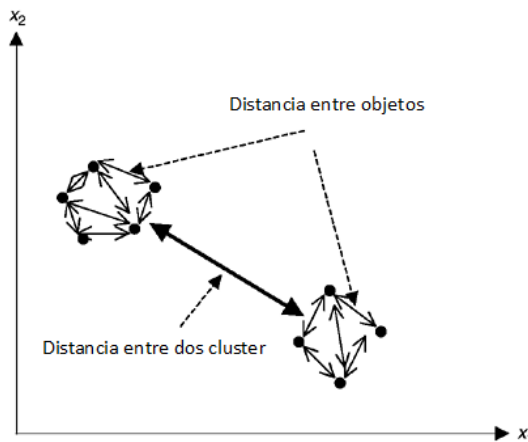 x2
Distancia entre objetos
Distancia entre dos cluster
x